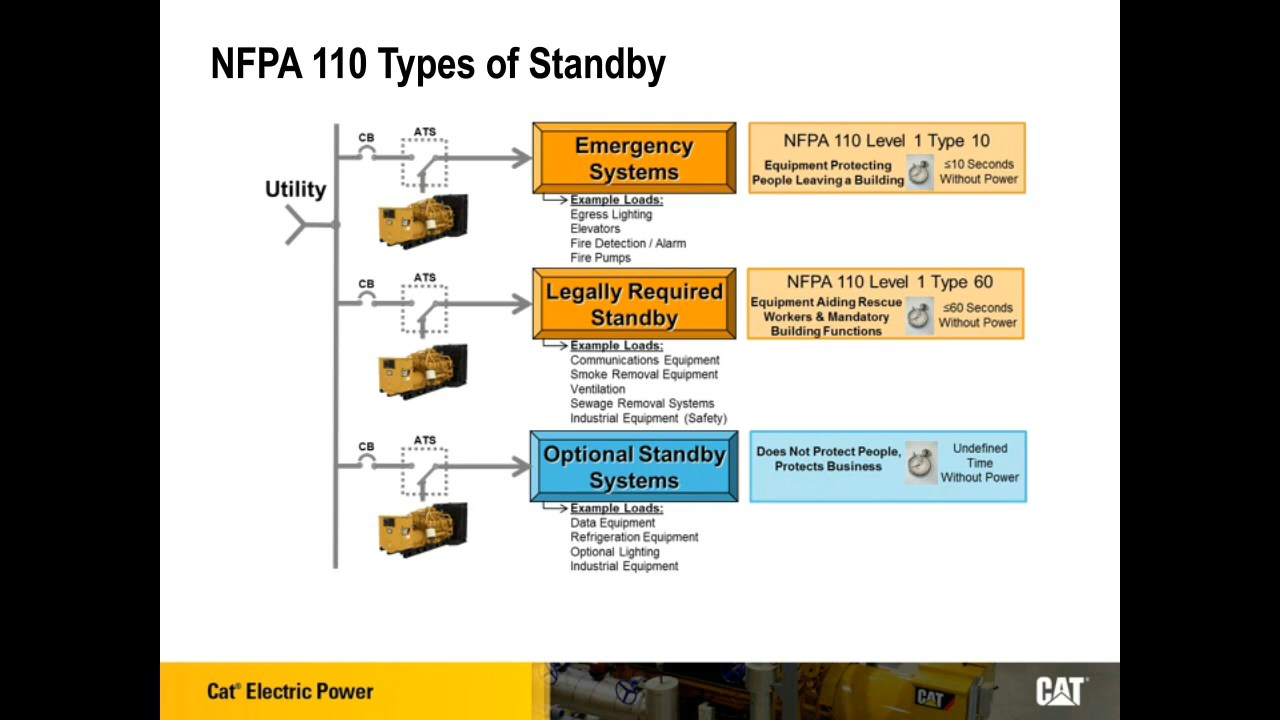 NFPA 110 Types of Standby
Utility
CB
ATS
Emergency
Systems
NFPA 110 Level 1 Type 10
Equipment Protecting
People Leaving a Building
≤10 Seconds
Without Power
Example Loads:
Egress Lighting
Elevators
Fire Detection / Alarm
Fire Pumps
CB
ATS
Legally Required
Standby
NFPA 110 Level 1 Type 60
Equipment Aiding Rescue
Workers & Mandatory
Building Functions
≤60 Seconds
Without Power
Example Loads:
Communications Equipment
Smoke Removal Equipment
Ventilation
Sewage Removal Systems
Industrial Equipment (Safety)
CB
ATS
Optional Standby
Systems
Does Not Protect People,
Protects Business
Undefined
Time
Without Power
Example Loads:
Data Equipment
Refrigeration Equipment
Optional Lighting
Industrial Equipment
Cat® Electric Power
CAT
CAT